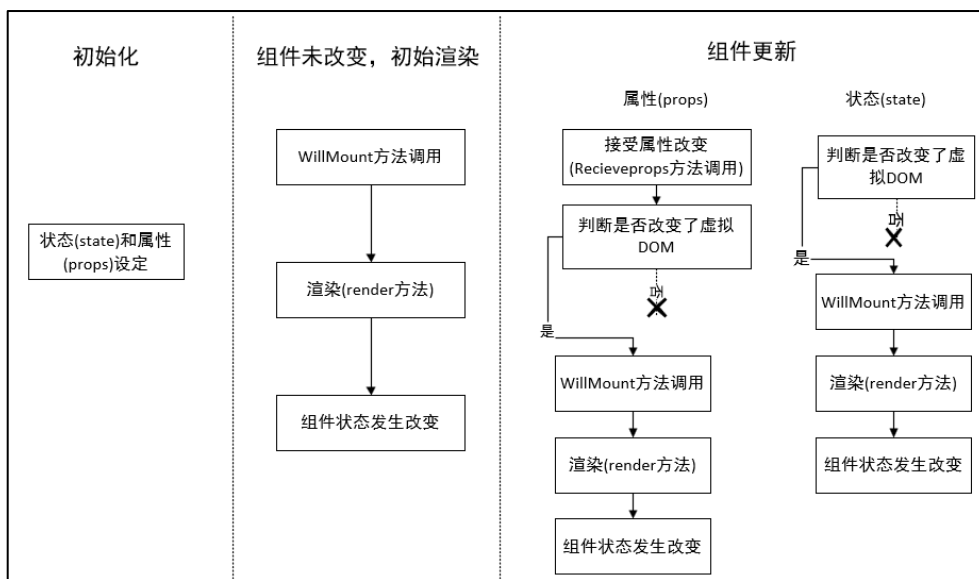 初始化
状态(state)和属性
(props)设定
组件未改变，初始渲染
WillMount方法调用
渲染(render方法)
组件状态发生改变
组件更新
属性(props)
接受属性改变
(Recieveprops方法调用)
判断是否改变了虚拟
DOM
否
是
WillMount方法调用
渲染(render方法)
组件状态发生改变
状态(state)
判断是否改变了虚
拟DOM
否
是
WillMount方法调用
渲染(render方法)
组件状态发生改变